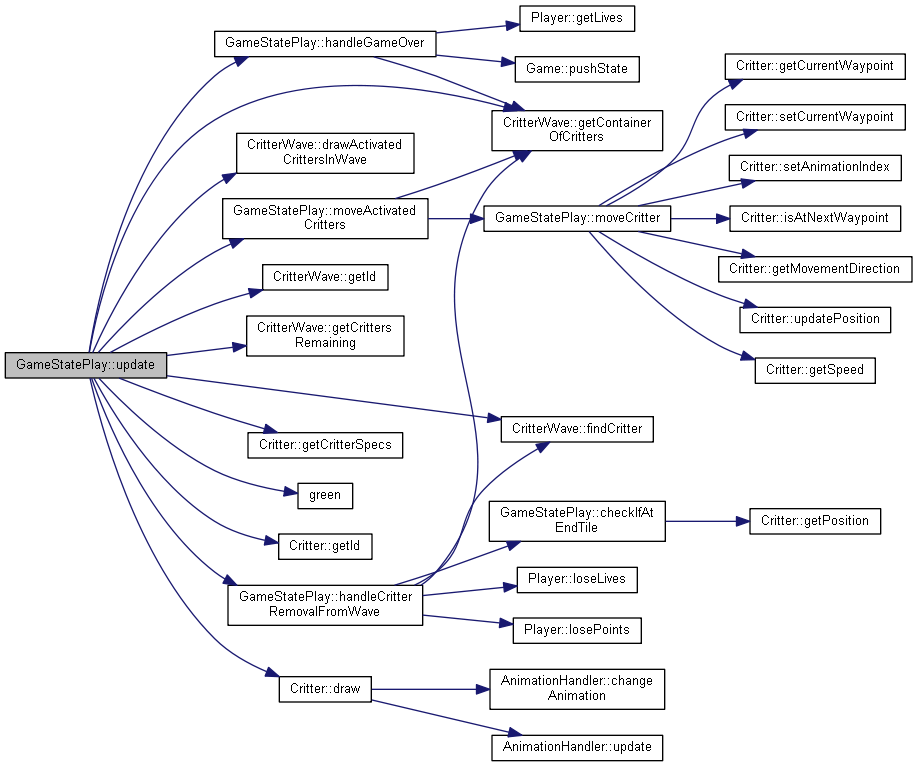 GameStatePlay::update
GameStatePlay::handleGameOver
Player::getLives
Game::pushState
CritterWave::getContainer
OfCritters
CritterWave::drawActivated
CrittersInWave
GameStatePlay::moveActivated
Critters
GameStatePlay::moveCritter
Critter::getCurrentWaypoint
Critter::setCurrentWaypoint
Critter::setAnimationIndex
Critter::isAtNextWaypoint
Critter::getMovementDirection
Critter::updatePosition
Critter::getSpeed
CritterWave::getId
CritterWave::getCritters
Remaining
CritterWave::findCritter
Critter::getCritterSpecs
green
Critter::getId
GameStatePlay::handleCritter
RemovalFromWave
GameStatePlay::checkIfAt
EndTile
Critter::getPosition
Player::loseLives
Player::losePoints
Critter::draw
AnimationHandler::change
Animation
AnimationHandler::update